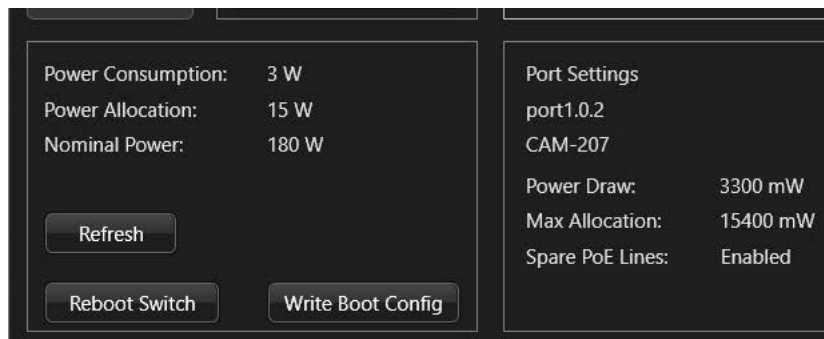 Power Consumption: 3 W
Power Allocation: 15 W
Nominal Power: 180 W
Refresh
Reboot Switch Write Boot Config
Port Settings
port1.0.2
CAM-207
Power Draw: 3300 mW
Max Allocation: 15400 mW
Spare PoE Lines: Enabled